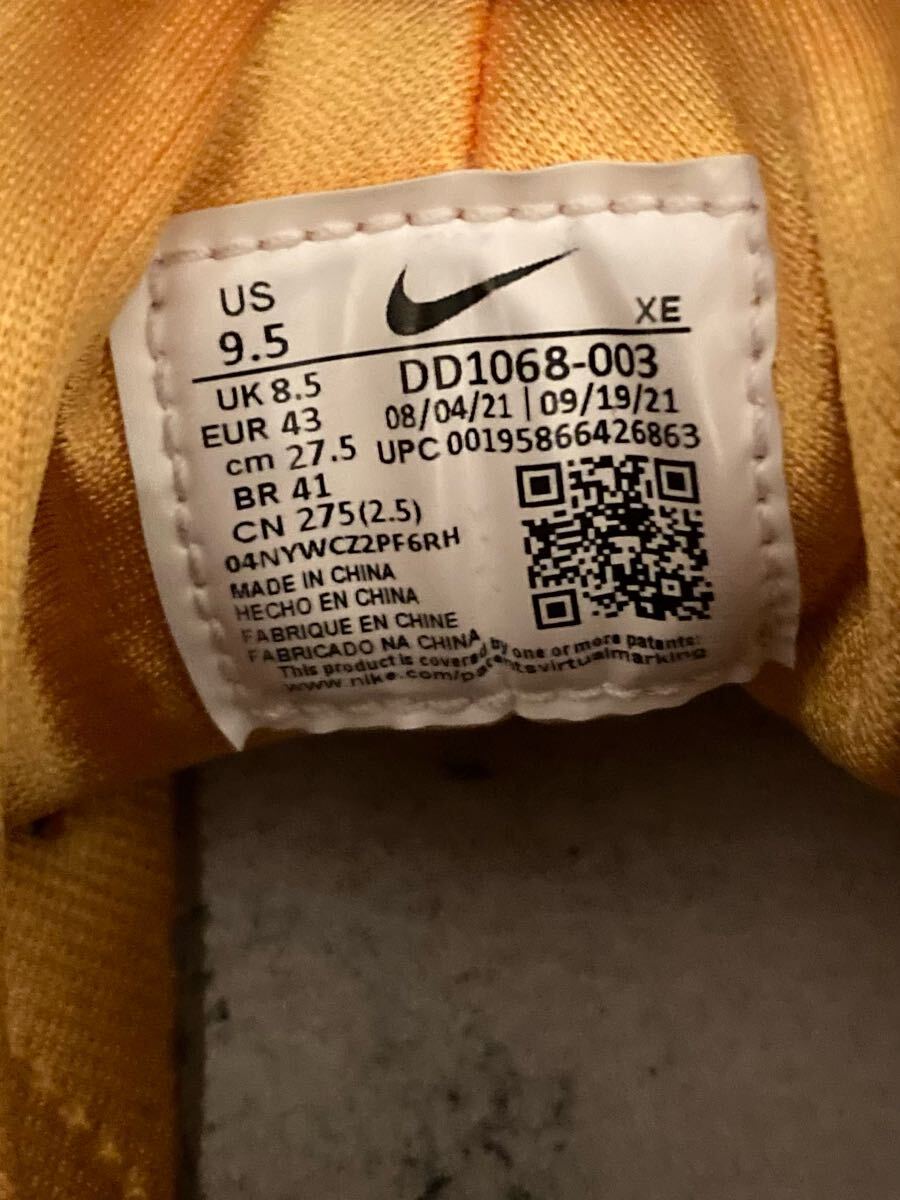 US
9.5
XE
UK 8.5
EUR 43
cm 27.5
BR 41
CN 275(2.5)
DD1068-003
08/04/21 | 09/19/21
UPC 00195866426863
04NYWCZ2PF6RH
MADE IN CHINA
HECHO EN CHINA
FABRIQUE EN CHINE
FABRICADO NA CHINA
This product is covered by one or more patents:
www.nike.com/patentsvirtualmarking